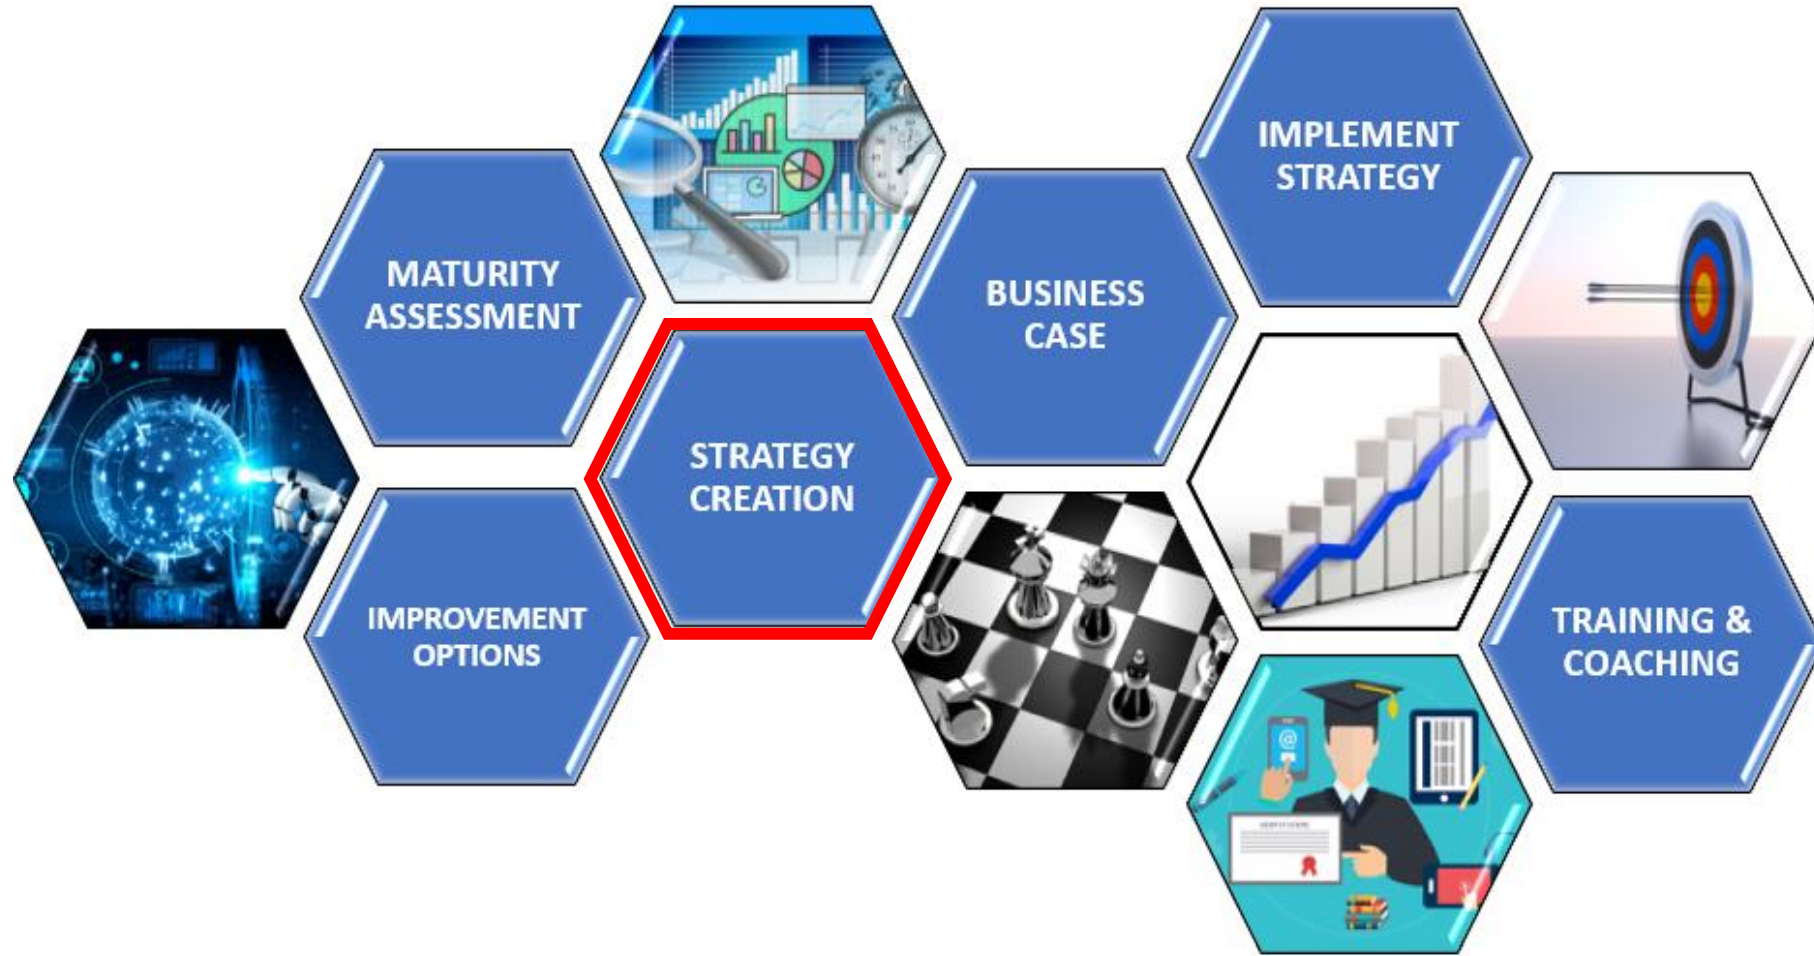 MATURITY
ASSESSMENT
IMPROVEMENT
OPTIONS
STRATEGY
CREATION
BUSINESS
CASE
IMPLEMENT
STRATEGY
TRAINING &
COACHING
@